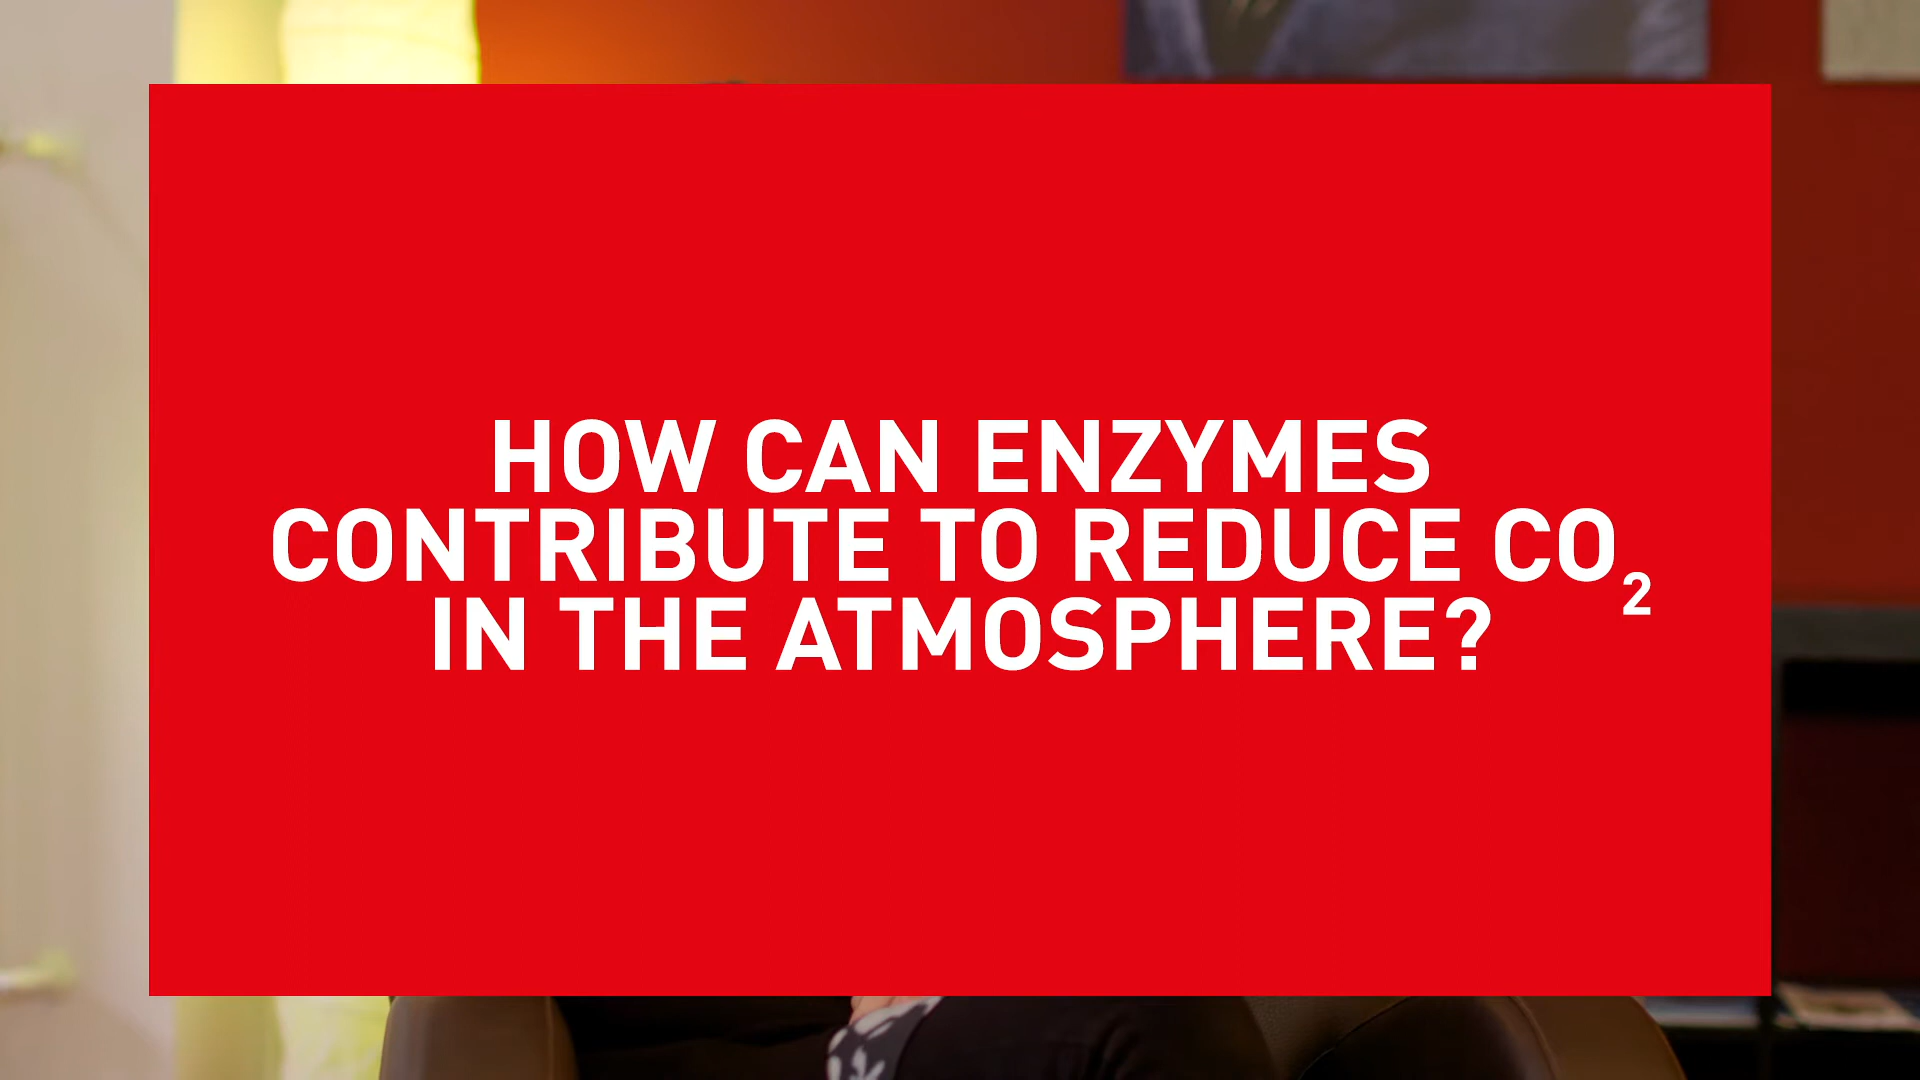 HOW CAN ENZYMES
CONTRIBUTE TO REDUCE CO₂
IN THE ATMOSPHERE?